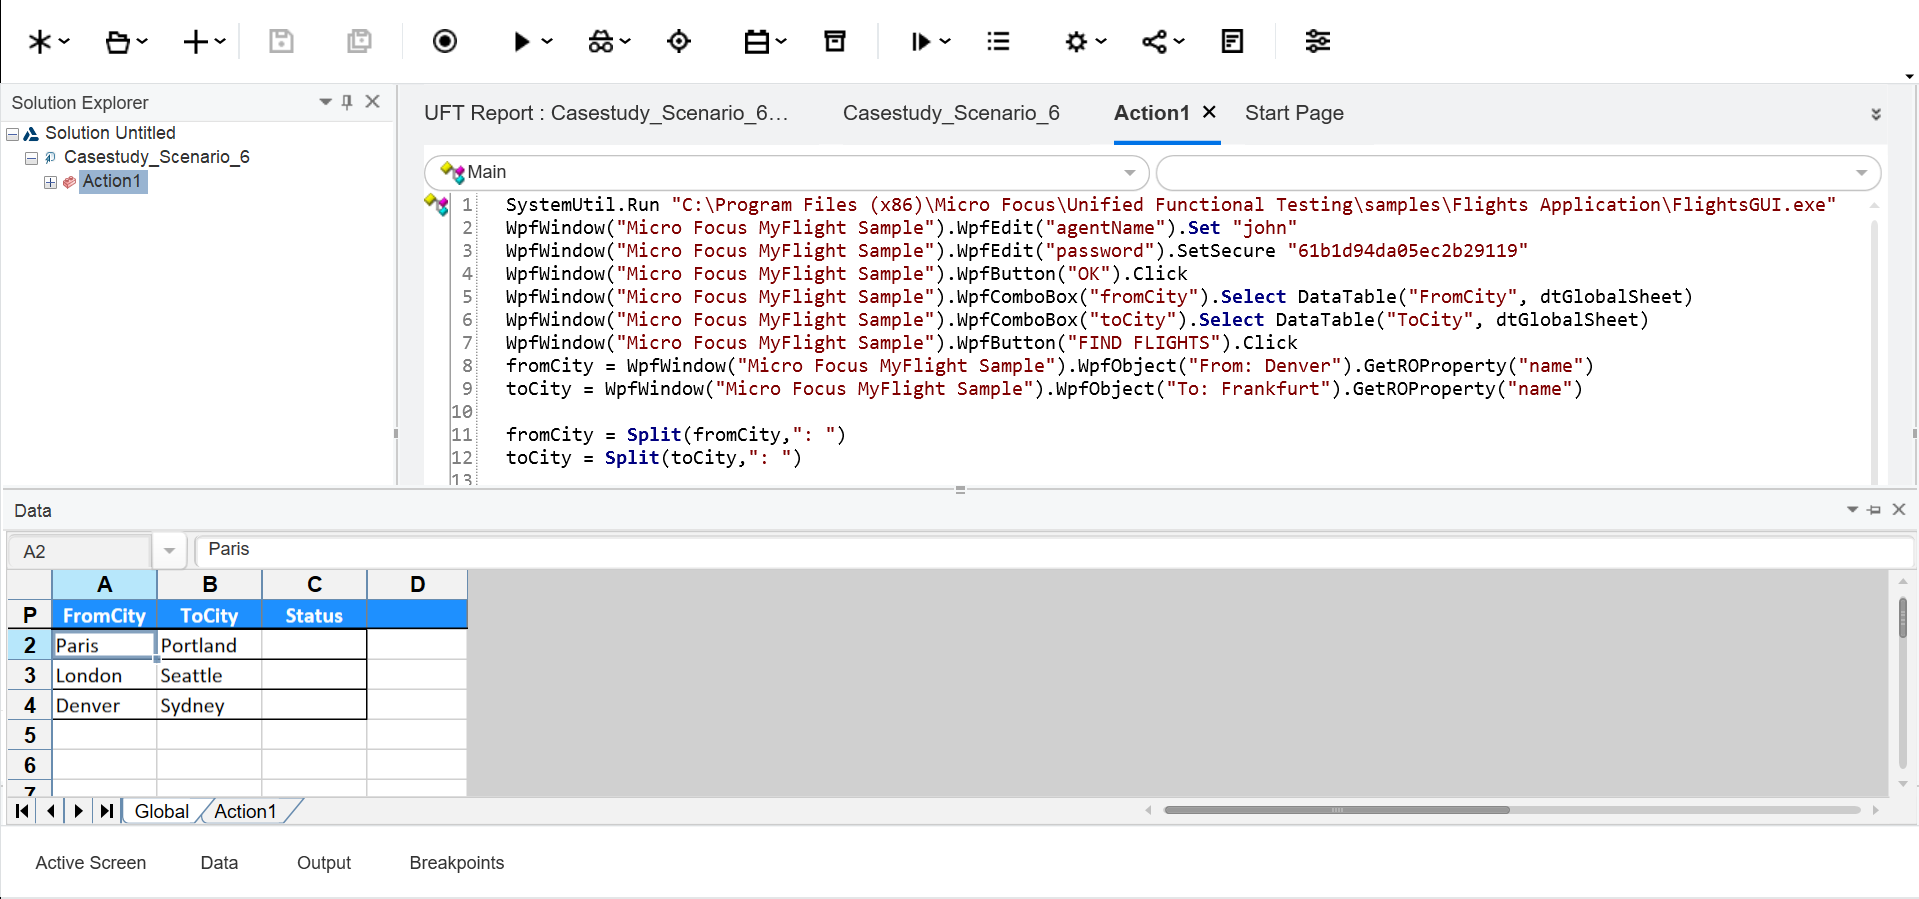 Solution Explorer
Solution Untitled
Casestudy_Scenario_6
Action1
UFT Report : Casestudy_Scenario_6... Casestudy_Scenario_6 Action1 Start Page
Main
1 SystemUtil.Run "C:\Program Files (x86)\Micro Focus\Unified Functional Testing\samples\Flights Application\FlightsGUI.exe"
2 WpfWindow("Micro Focus MyFlight Sample").WpfEdit("agentName").Set "john"
3 WpfWindow("Micro Focus MyFlight Sample").WpfEdit("password").SetSecure "61b1d94da05ec2b29119"
4 WpfWindow("Micro Focus MyFlight Sample").WpfButton("OK").Click
5 WpfWindow("Micro Focus MyFlight Sample").WpfComboBox("fromCity").Select DataTable("FromCity", dtGlobalSheet)
6 WpfWindow("Micro Focus MyFlight Sample").WpfComboBox("toCity").Select DataTable("ToCity", dtGlobalSheet)
7 WpfWindow("Micro Focus MyFlight Sample").WpfButton("FIND FLIGHTS").Click
8 fromCity = WpfWindow("Micro Focus MyFlight Sample").WpfObject("From: Denver").GetROProperty("name")
9 toCity = WpfWindow("Micro Focus MyFlight Sample").WpfObject("To: Frankfurt").GetROProperty("name")
10
11 fromCity = Split(fromCity,": ")
12 toCity = Split(toCity,": ")
13
Data
A2 Paris
A B C D
P FromCity ToCity Status
2 Paris Portland
3 London Seattle
4 Denver Sydney
5
6
7
Global Action1
Active Screen Data Output Breakpoints